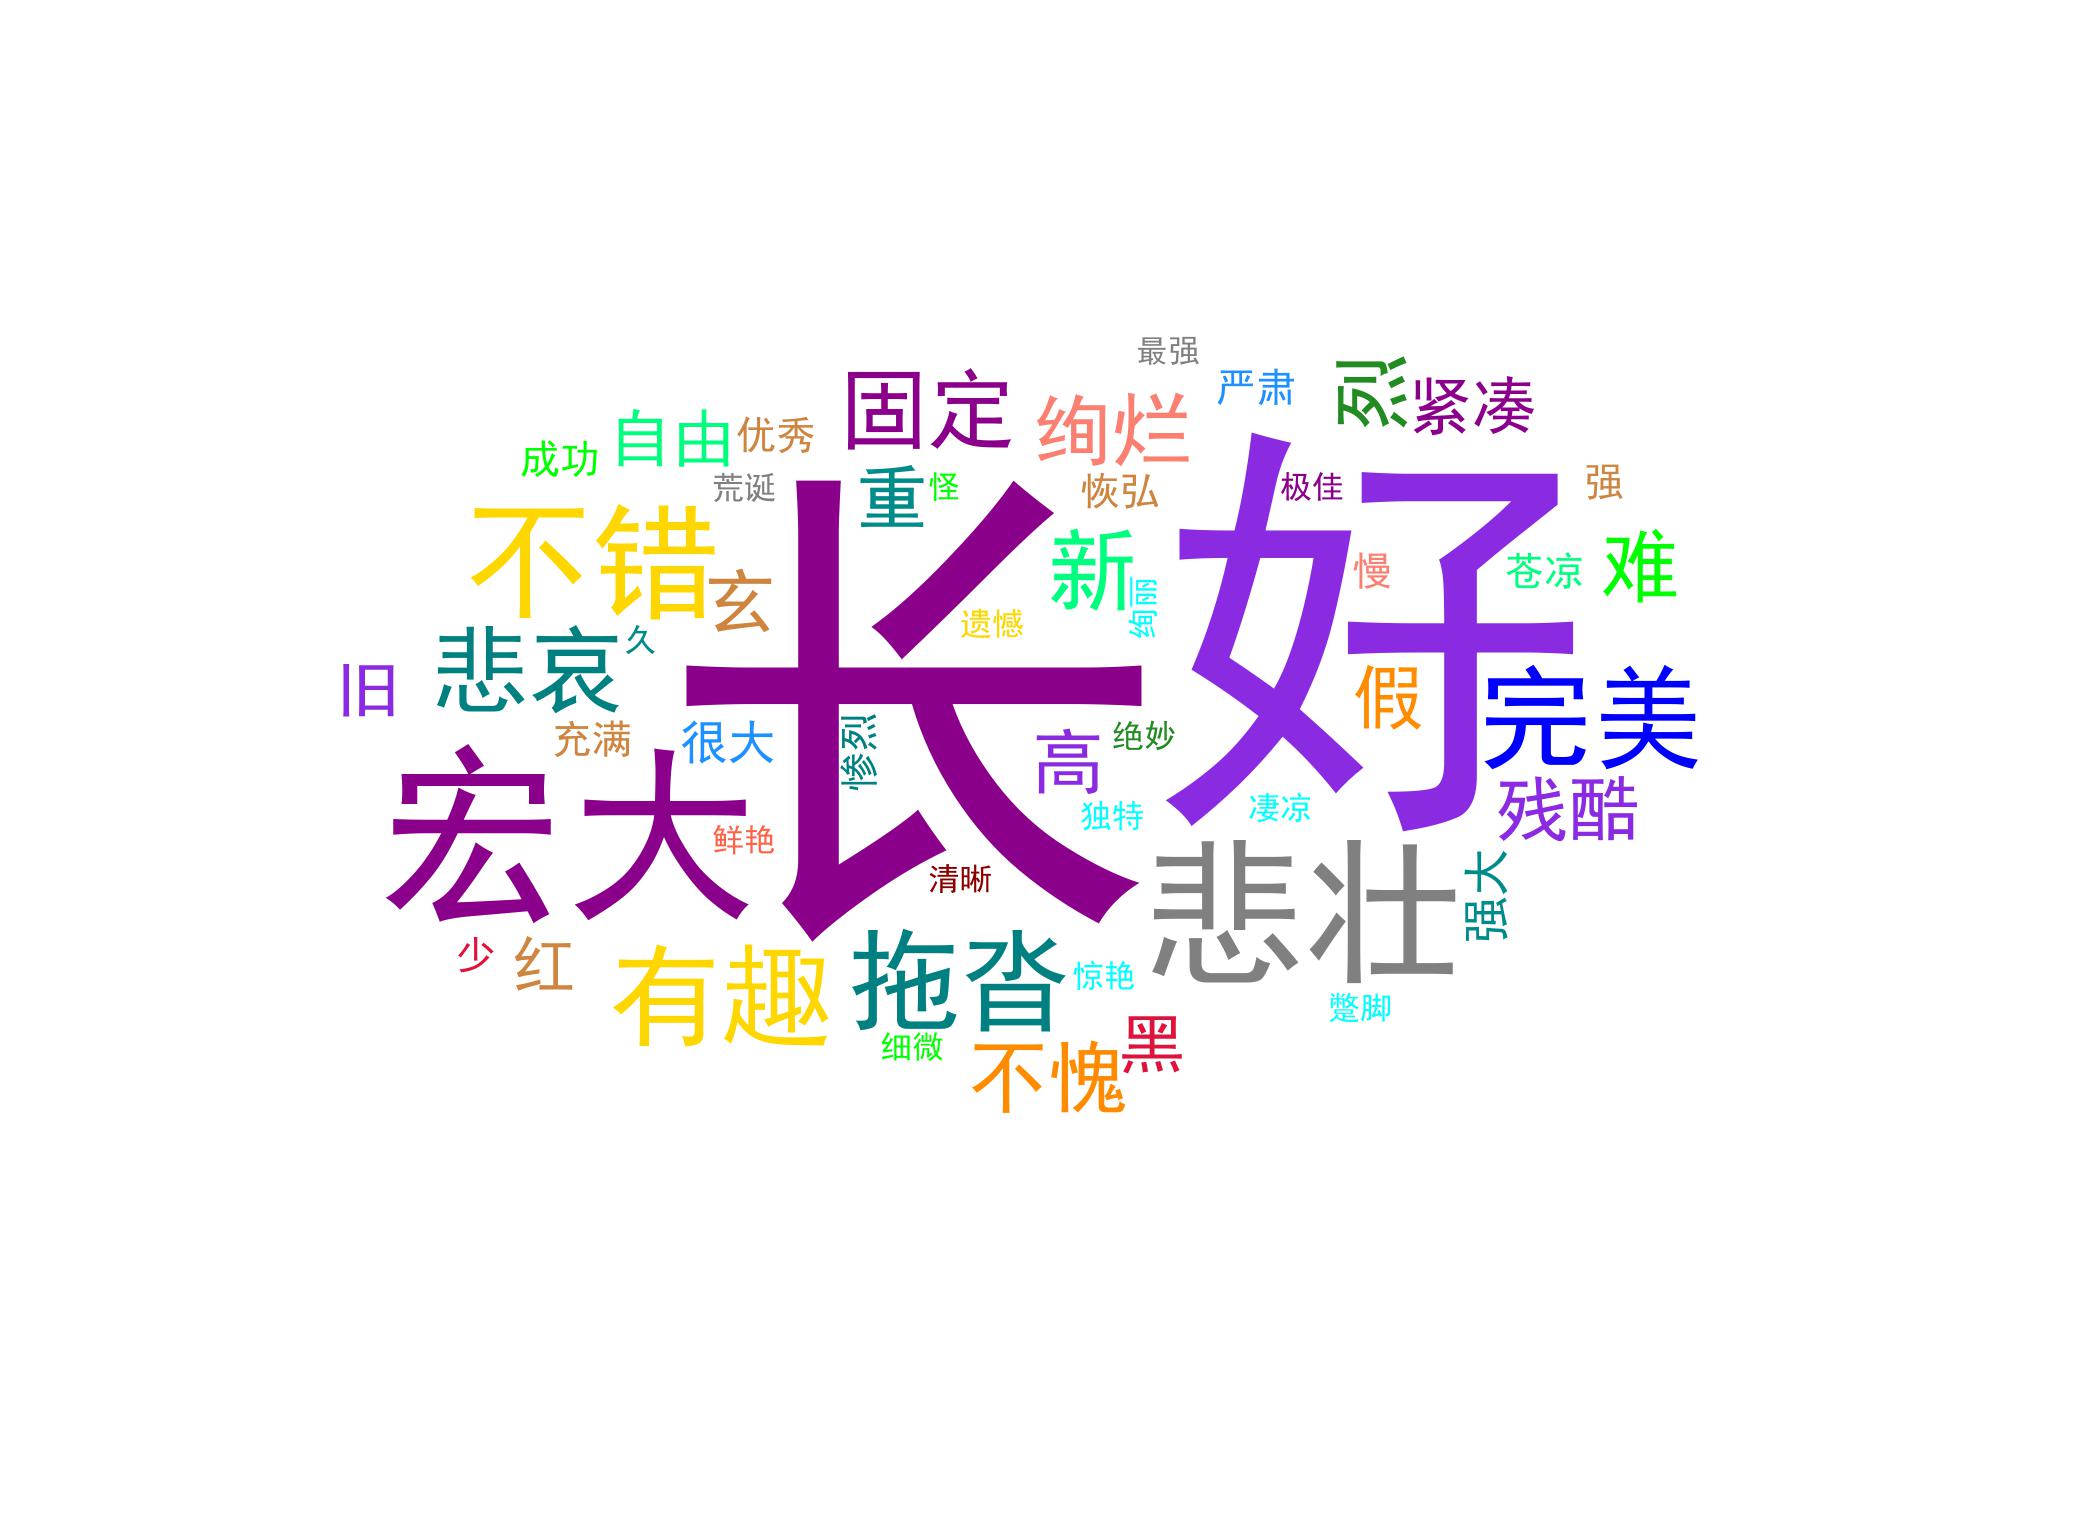 最强
严肃
烈
紧凑
固定
绚烂
自由
优秀
成功
荒诞
重
怪
恢弘
极佳
强
不错
长
好
新
慢
苍凉
难
玄
绚丽
遗憾
久
悲哀
旧
假
完美
充满
很大
惨烈
高
绝妙
宏大
鲜艳
独特
凄凉
残酷
清晰
悲壮
强大
少
红
有趣
拖沓
惊艳
蹩脚
细微
不愧
黑